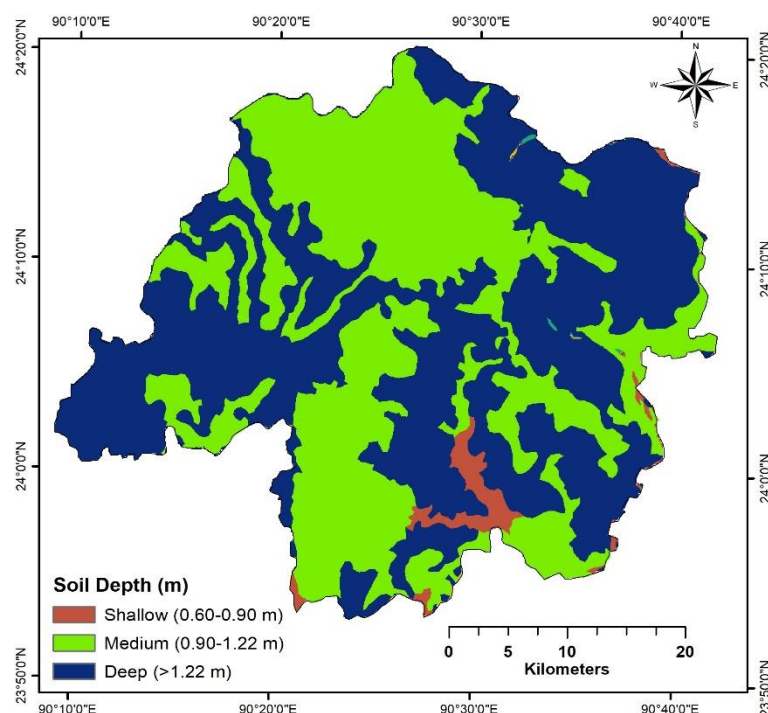 90°10'0"E 90°20'0"E 90°30'0"E 90°40'0"E
24°20'0"N
24°20'0"N
N
W E
S
24°10'0"N
24°10'0"N
24°0'0"N
24°0'0"N
Soil Depth (m)
Shallow (0.60-0.90 m)
Medium (0.90-1.22 m)
Deep (>1.22 m)
0 5 10 15 20
Kilometers
23°50'0"N
23°50'0"N
90°10'0"E 90°20'0"E 90°30'0"E 90°40'0"E